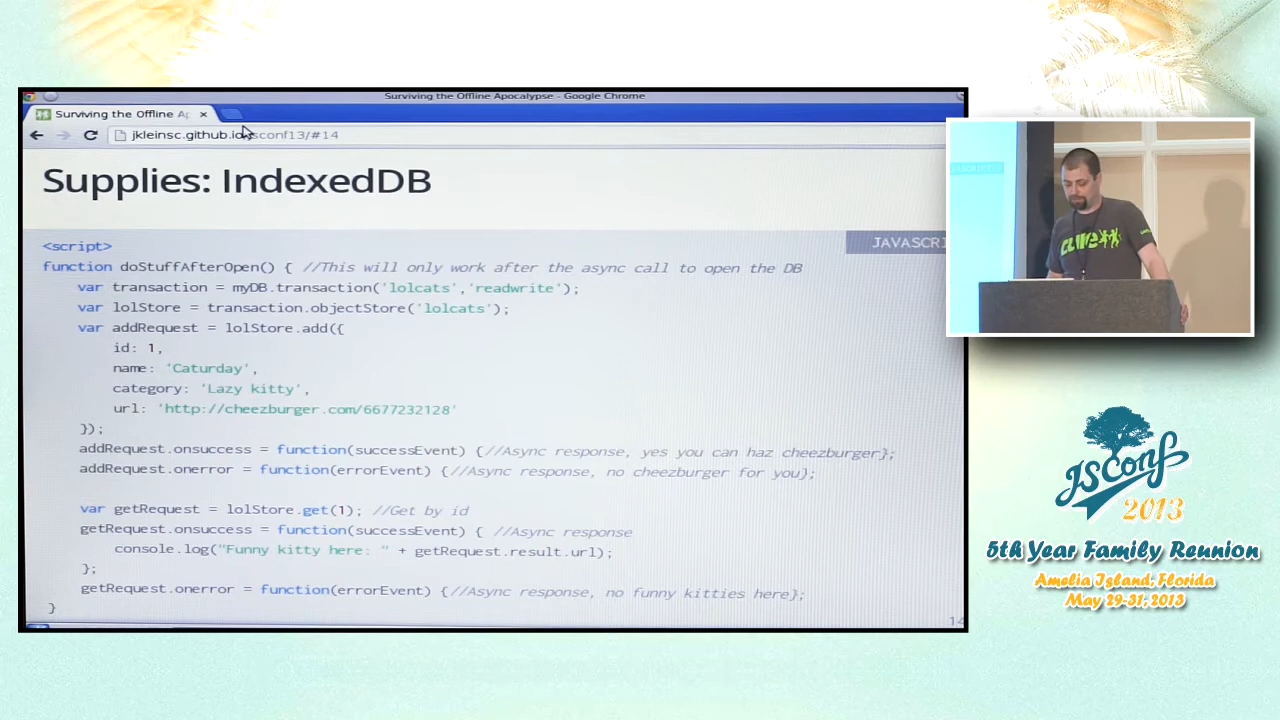 Surviving the Offline Apocalypse - Google Chrome
Surviving the Offline Ap
jkleinsc.github.io/jsconf13/#14
Supplies: IndexedDB
JAVASCRI
<script>
function doStuffAfterOpen() { //This will only work after the async call to open the DB
var transaction = myDB.transaction('lolcats','readwrite');
var lolStore = transaction.objectStore('lolcats');
var addRequest = lolStore.add({
id: 1,
name: 'Caturday',
category: 'Lazy kitty',
url: 'http://cheezburger.com/6677232128'
});
addRequest.onsuccess = function(successEvent) {//Async response, yes you can haz cheezburger};
addRequest.onerror = function(errorEvent) {//Async response, no cheezburger for you};
var getRequest = lolStore.get(1); //Get by id
getRequest.onsuccess = function(successEvent) { //Async response
console.log("Funny kitty here: " + getRequest.result.url);
};
getRequest.onerror = function(errorEvent) {//Async response, no funny kitties here};
}
14
JSConf
2013
5th Year Family Reunion
Amelia Island, Florida
May 29-31, 2013